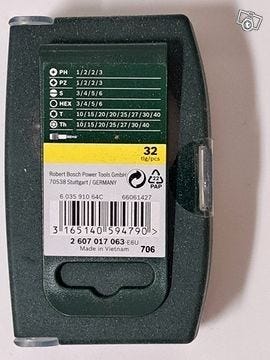 PH 1/2/2/3
PZ 1/2/2/3
S 3/4/5/6
HEX 3/4/5/6
T 10/15/20/20/25/27/30/40
Th 10/15/20/25/27/30/40
32
tlg/pcs
Robert Bosch Power Tools GmbH
70538 Stuttgart / GERMANY
22
PAP
6 035 910 64C 66061427
3 165140 594790 >
2 607 017 063-E6U
Made in Vietnam 706